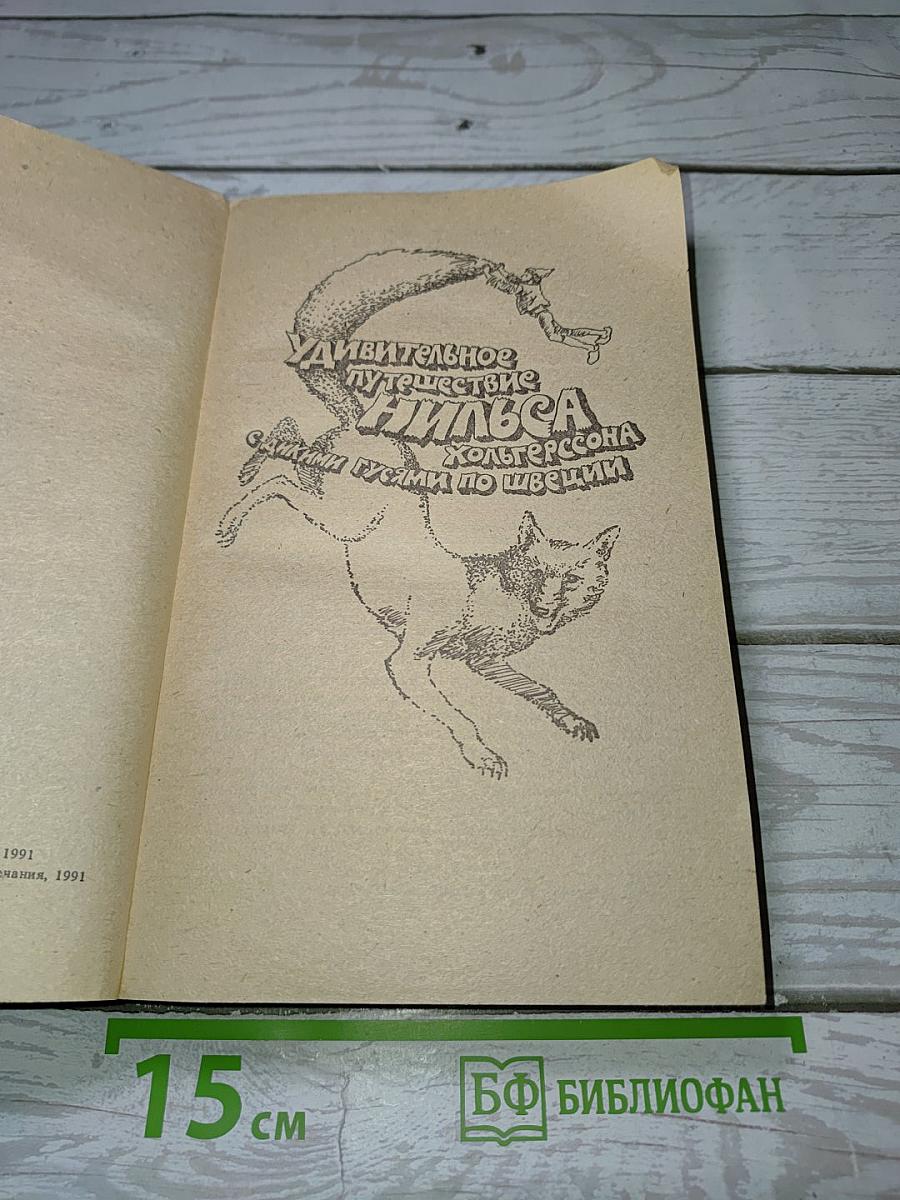 УДИВИТЕЛЬНОЕ
ПУТЕШЕСТВИЕ
НИЛЬСА
ХОЛЬГЕРССОНА
С ДИКИМИ ГУСЯМИ ПО ШВЕЦИИ
1991
чания, 1991
15 см
БФ БИБЛИОФАН